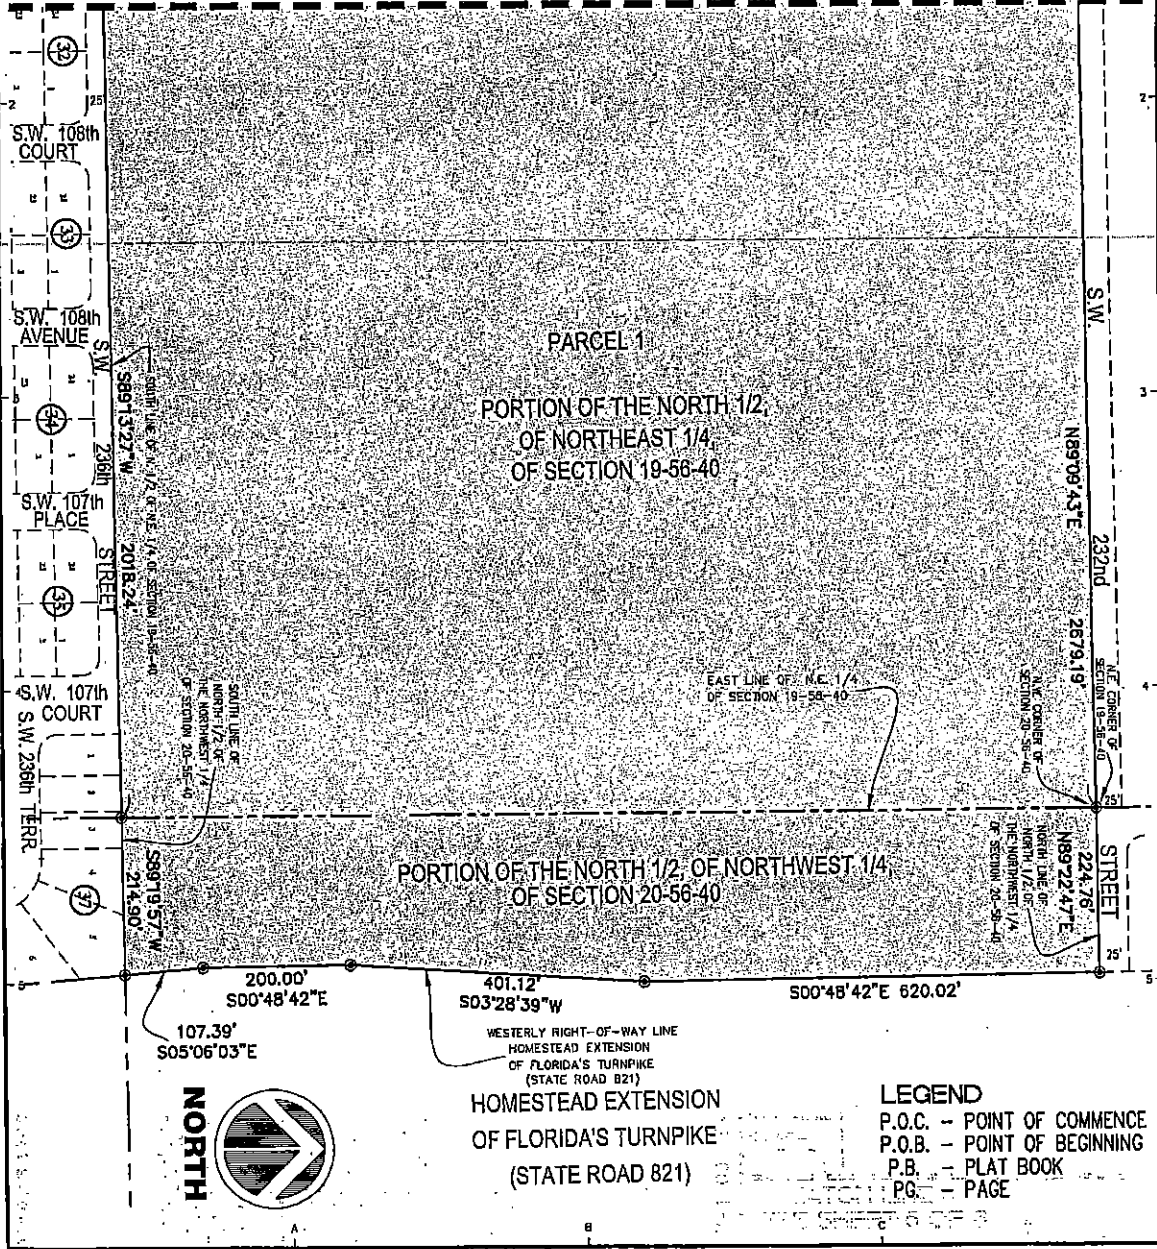 32
25'
S.W. 108th
COURT
33
S.W. 108th
AVENUE
34
S.W. 107th
PLACE
35
S.W. 107th
COURT
S.W. 236th TERR.
37
S.W. 236th STREET
S89°13'27"W 2018.24'
SOUTH LINE OF N. 1/2 OF N.E. 1/4 OF SECTION 19-56-40
PARCEL 1
PORTION OF THE NORTH 1/2,
OF NORTHEAST 1/4,
OF SECTION 19-56-40
S.W. 232nd STREET
N89°09'43"E 2679.19'
N.E. CORNER OF
SECTION 19-56-40
N.W. CORNER OF
SECTION 20-56-40
25'
EAST LINE OF N.E. 1/4
OF SECTION 19-56-40
SOUTH LINE OF
NORTH 1/2 OF
THE NORTHWEST 1/4
OF SECTION 20-56-40
S89°19'57"W
214.90'
PORTION OF THE NORTH 1/2, OF NORTHWEST 1/4,
OF SECTION 20-56-40
NORTH LINE OF
NORTH 1/2, OF
THE NORTHWEST 1/4
OF SECTION 20-56-40
N89°22'47"E
224.76'
25'
200.00'
S00°48'42"E
401.12'
S03°28'39"W
S00°48'42"E 620.02'
107.39'
S05°06'03"E
WESTERLY RIGHT-OF-WAY LINE
HOMESTEAD EXTENSION
OF FLORIDA'S TURNPIKE
(STATE ROAD 821)
HOMESTEAD EXTENSION
OF FLORIDA'S TURNPIKE
(STATE ROAD 821)
NORTH
LEGEND
P.O.C. - POINT OF COMMENCE
P.O.B. - POINT OF BEGINNING
P.B. - PLAT BOOK
PG. - PAGE
2
3
4
5
2
3
4
5
A
B
C